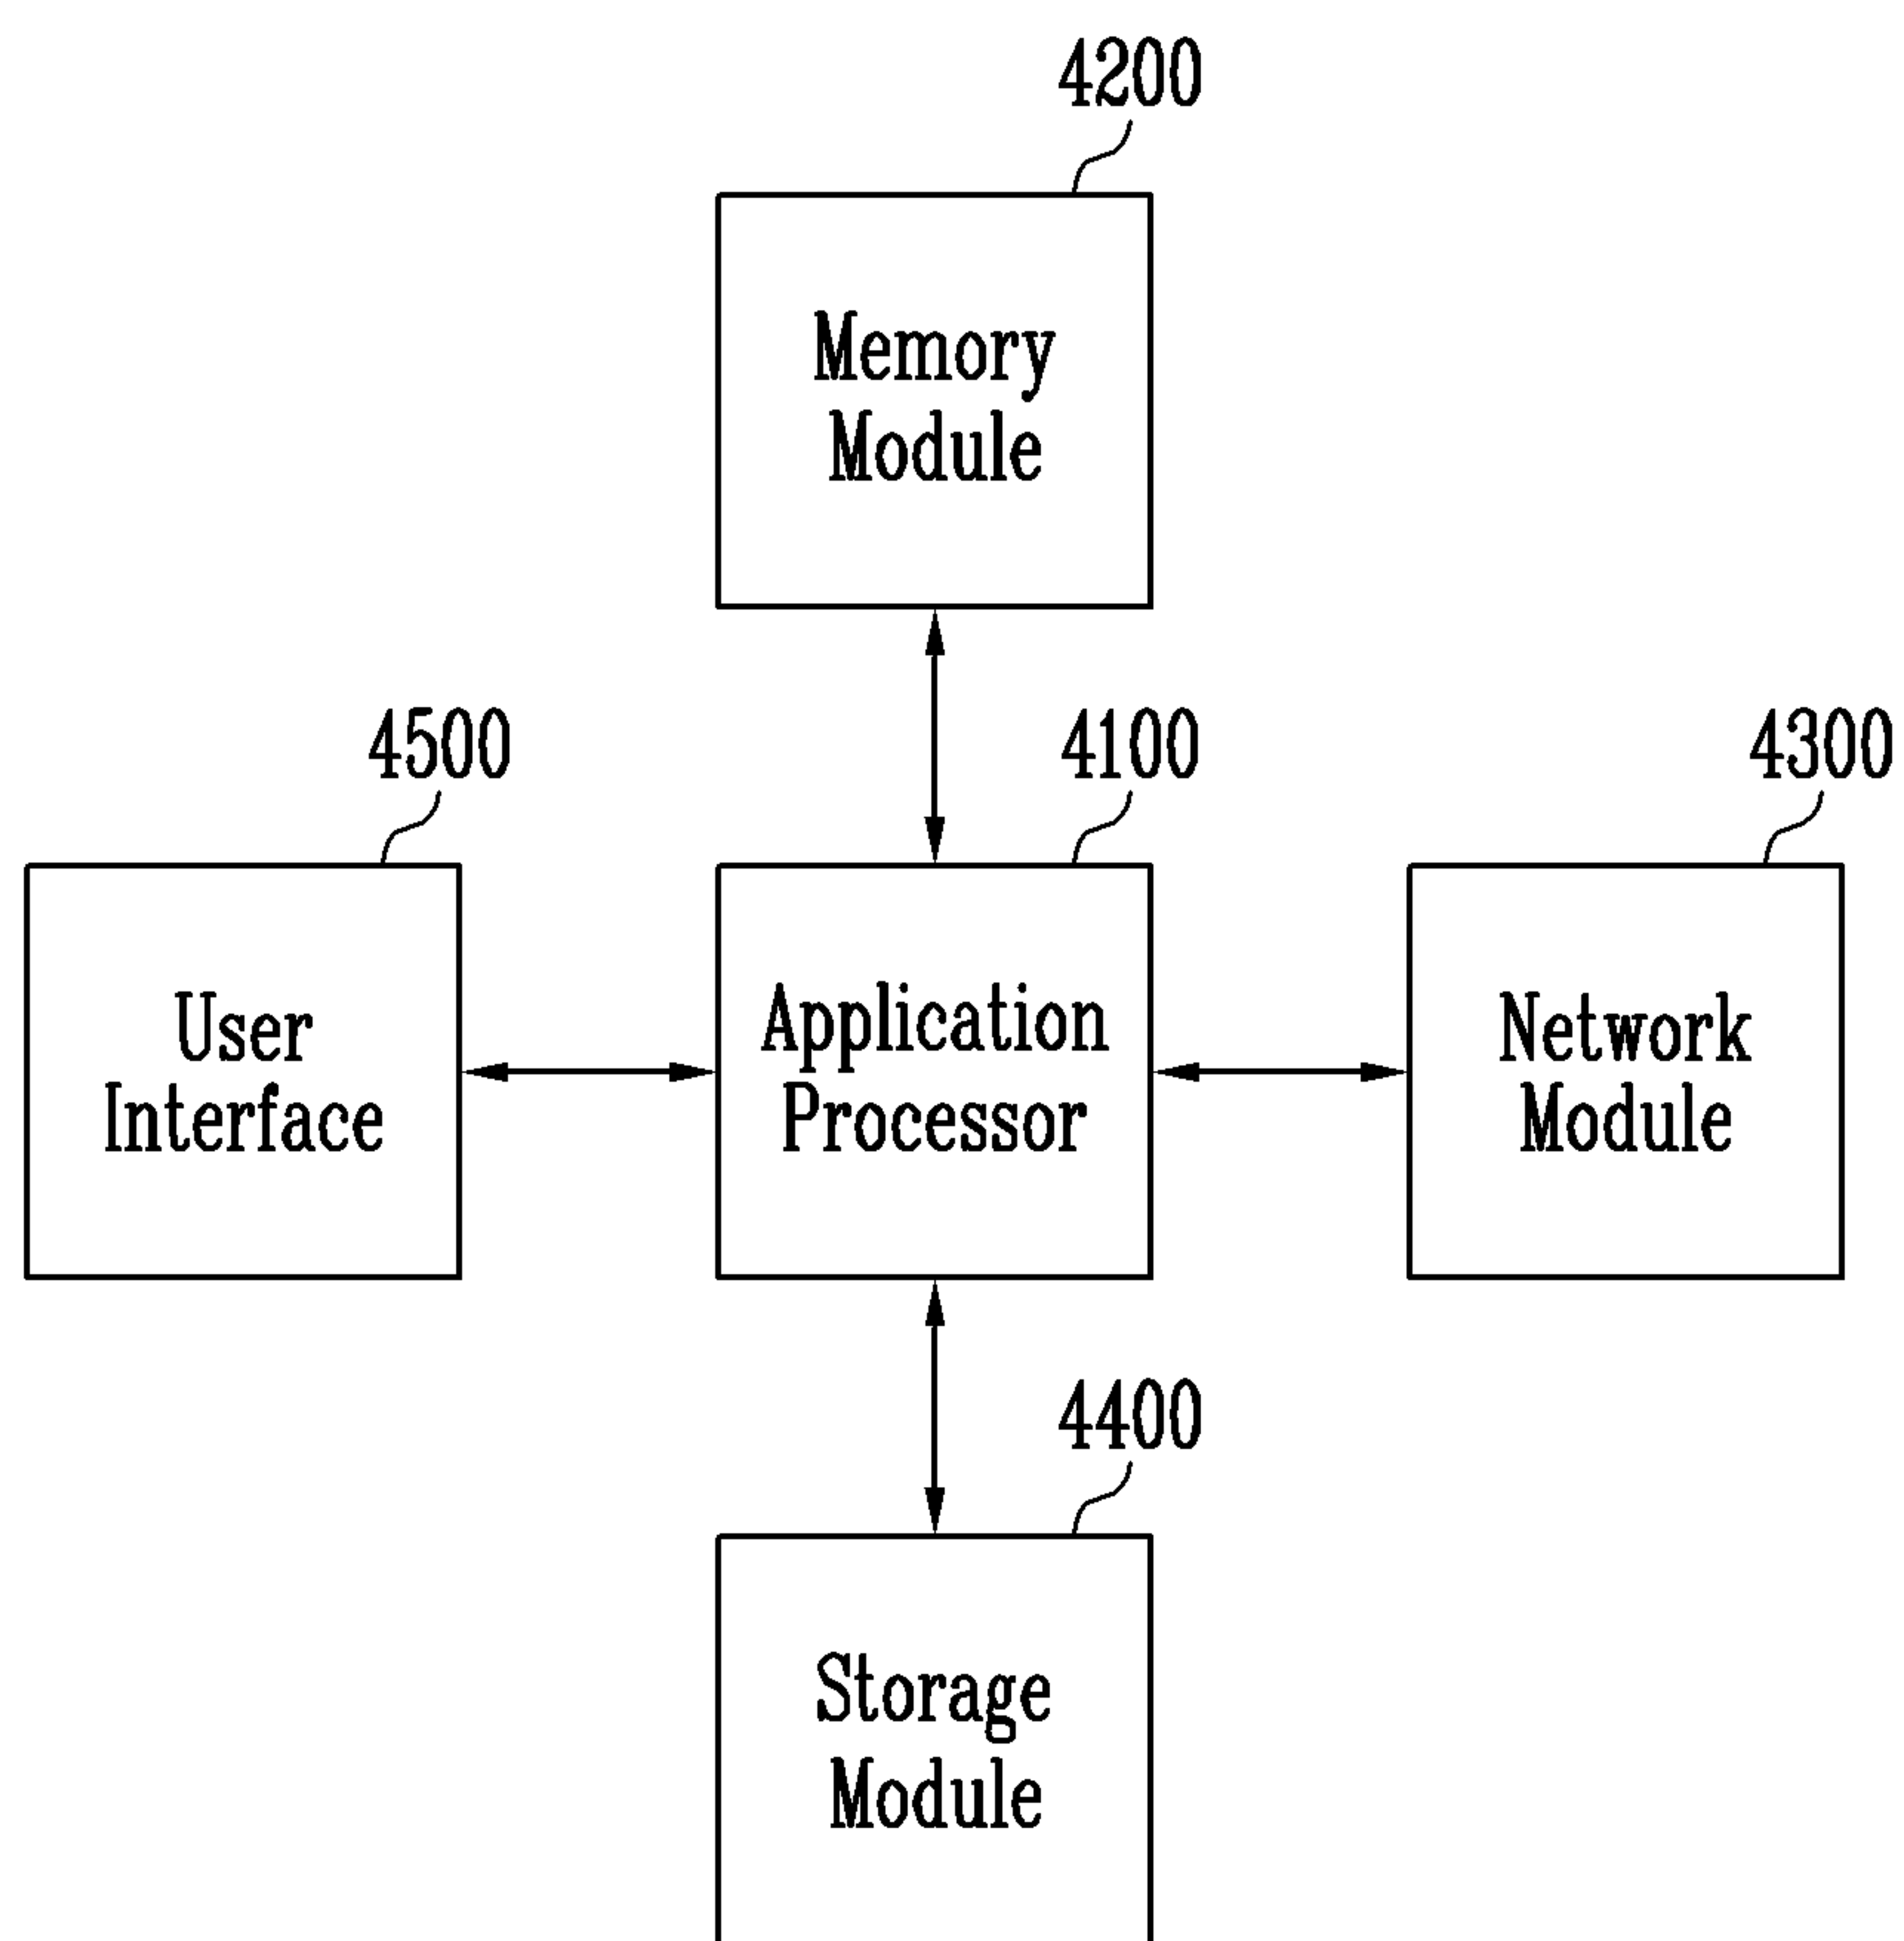 4200
Memory
Module
4500
4100
4300
User
Interface
Application
Processor
Network
Module
4400
Storage
Module